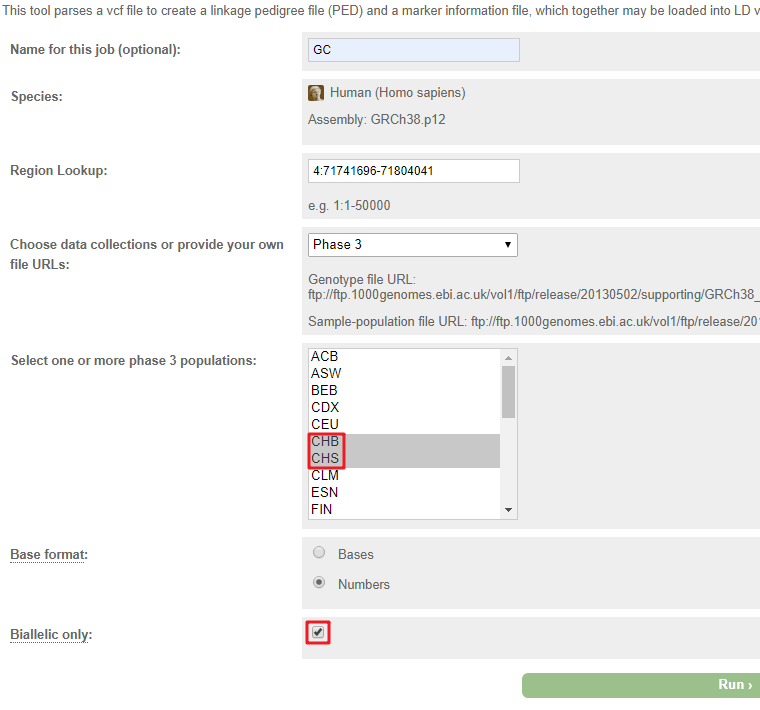 This tool parses a vcf file to create a linkage pedigree file (PED) and a marker information file, which together may be loaded into LD v
Name for this job (optional):
GC
Species:
Human (Homo sapiens)
Assembly: GRCh38.p12
Region Lookup:
4:71741696-71804041
e.g. 1:1-50000
Choose data collections or provide your own
file URLs:
Phase 3
Genotype file URL:
ftp://ftp.1000genomes.ebi.ac.uk/vol1/ftp/release/20130502/supporting/GRCh38_
Sample-population file URL: ftp://ftp.1000genomes.ebi.ac.uk/vol1/ftp/release/20
Select one or more phase 3 populations:
ACB
ASW
BEB
CDX
CEU
CHB
CHS
CLM
ESN
FIN
Base format:
Bases
Numbers
Biallelic only:
Run ›